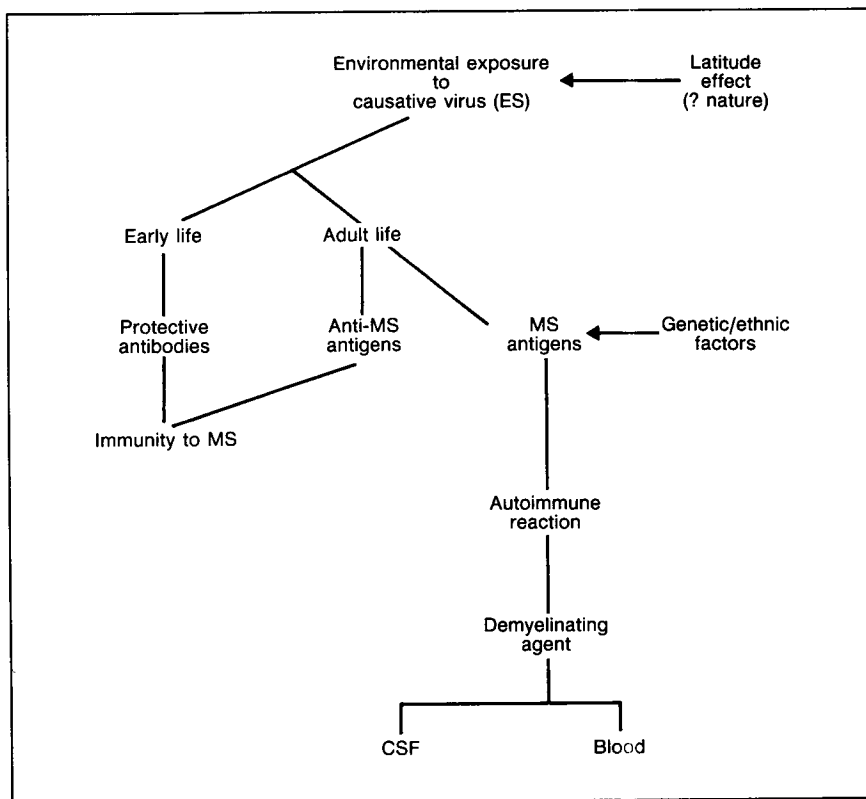 Environmental exposure
to
causative virus (ES)
Latitude
effect
(? nature)
Early life
Adult life
Protective
antibodies
Anti-MS
antigens
MS
antigens
Genetic/ethnic
factors
Immunity to MS
Autoimmune
reaction
Demyelinating
agent
CSF
Blood